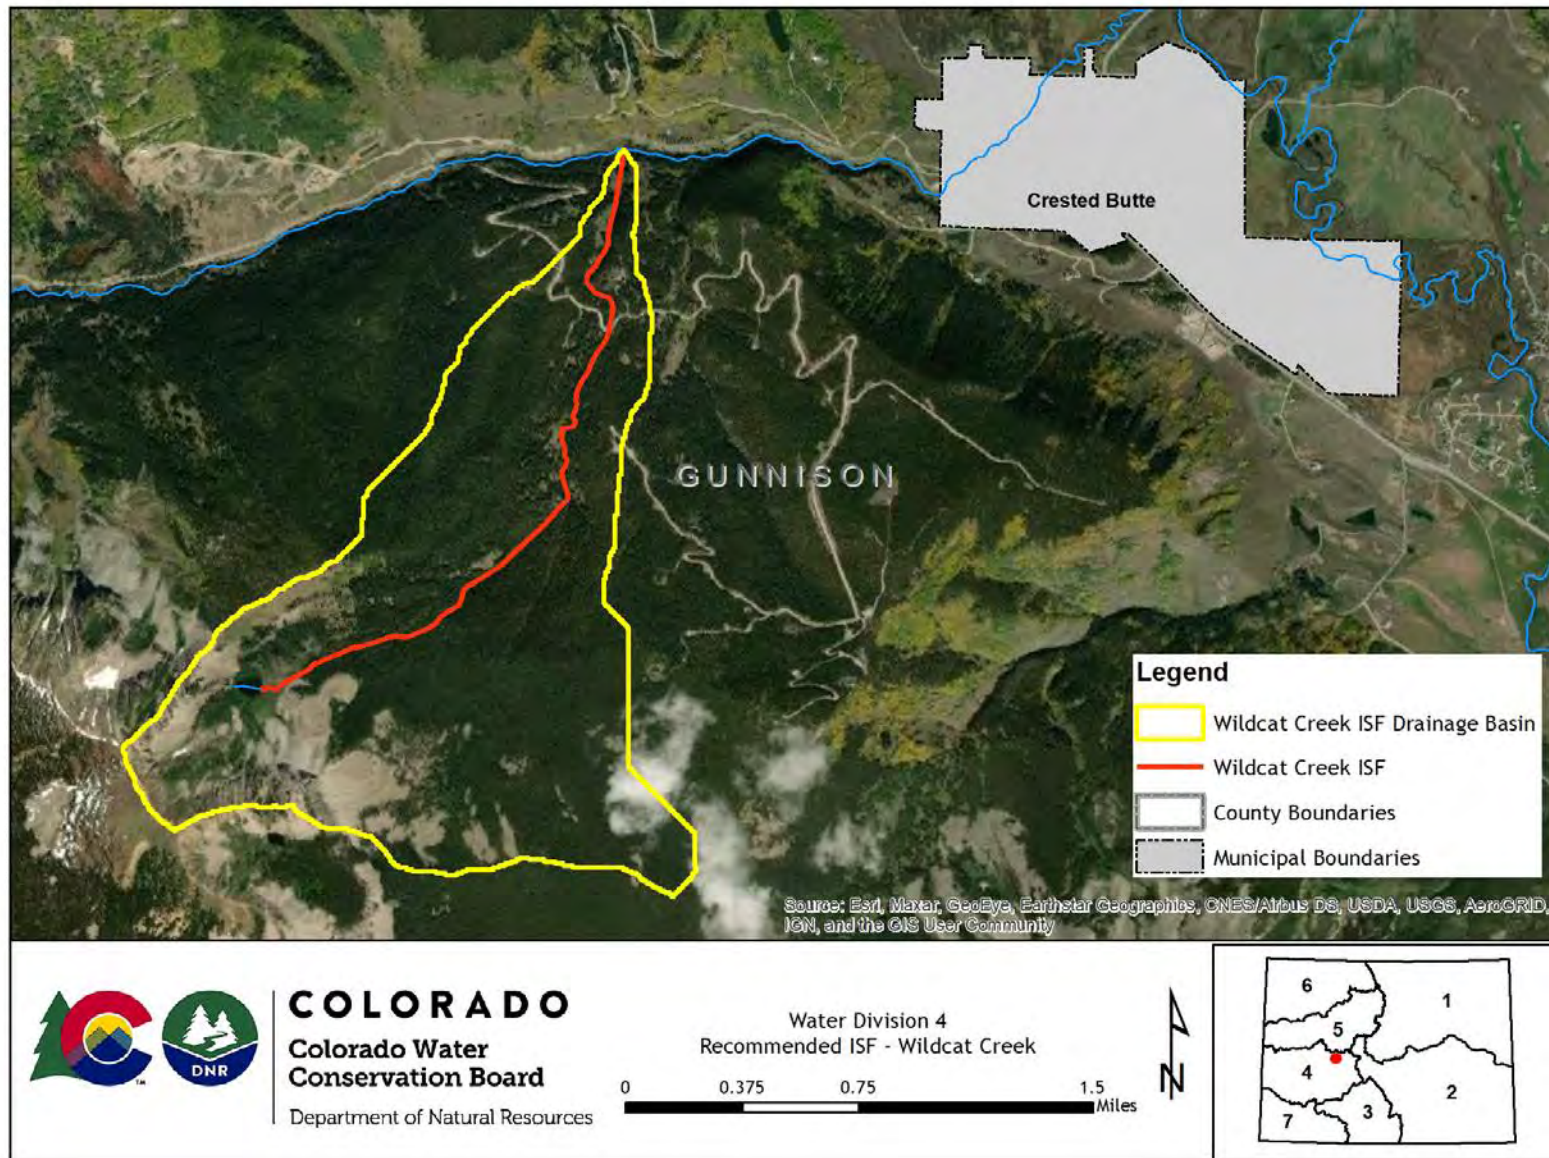 Crested Butte
GUNNISON
Legend
Wildcat Creek ISF Drainage Basin
Wildcat Creek ISF
County Boundaries
Municipal Boundaries
Source: Esri, Maxar, GeoEye, Earthstar Geographics, CNES/Airbus DS, USDA, USGS, AeroGRID,
IGN, and the GIS User Community
C
TM
DNR
COLORADO
Colorado Water
Conservation Board
Department of Natural Resources
Water Division 4
Recommended ISF - Wildcat Creek
0 0.375 0.75 1.5
Miles
N
6
1
5
4
2
3
7